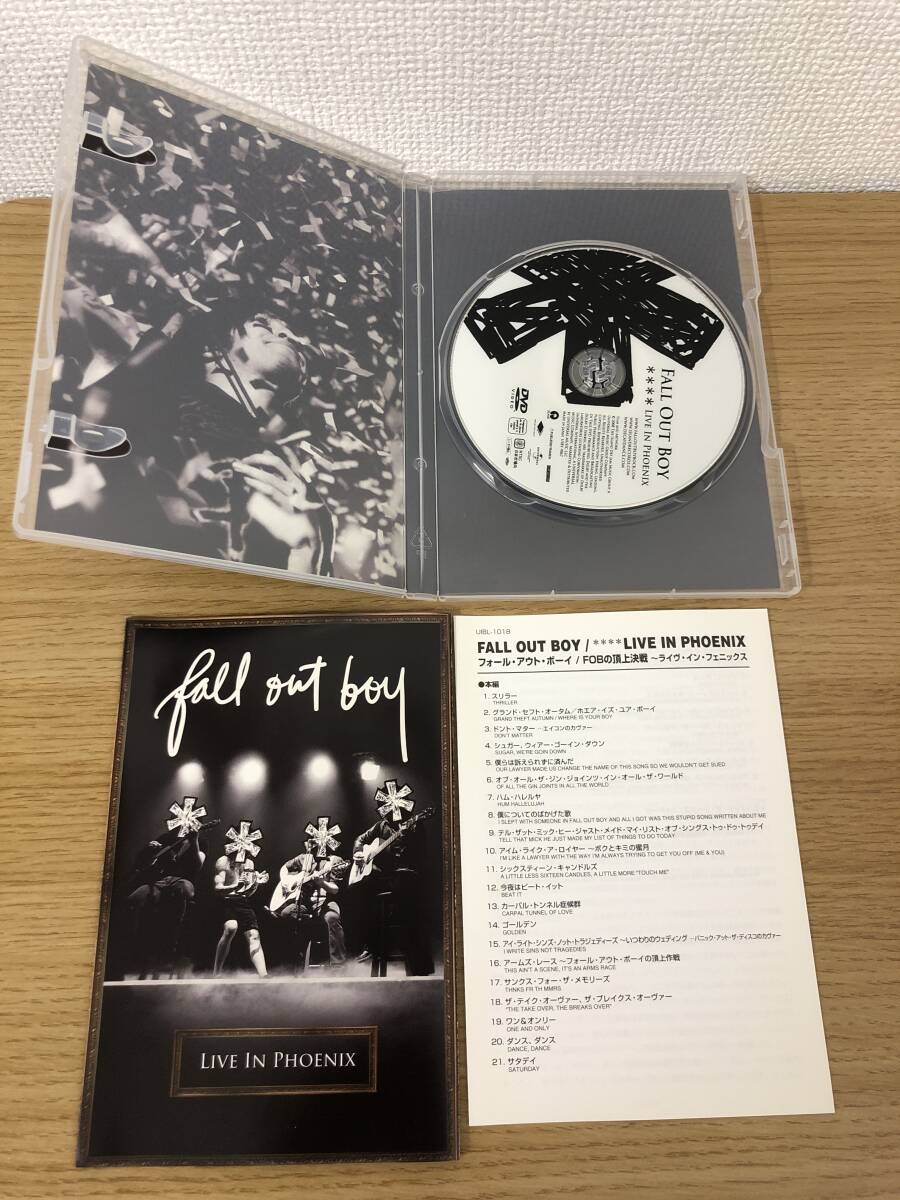 FALL OUT BOY
**** LIVE IN PHOENIX
WWW.FALLOUTBOYROCK.COM
DVD
VIDEO
fall out boy
LIVE IN PHOENIX
UIBL-1018
FALL OUT BOY / ****LIVE IN PHOENIX
フォール・アウト・ボーイ / FOBの頂上決戦 ～ライヴ・イン・フェニックス
●本編
1. スリラー
THRILLER
2. グランド・セフト・オータム／ホエア・イズ・ユア・ボーイ
GRAND THEFT AUTUMN / WHERE IS YOUR BOY
3. ドント・マター …エイコンのカヴァー
DON'T MATTER
4. シュガー、ウィアー・ゴーイン・ダウン
SUGAR, WE'RE GOIN DOWN
5. 僕らは訴えられずに済んだ
OUR LAWYER MADE US CHANGE THE NAME OF THIS SONG SO WE WOULDN'T GET SUED
6. オブ・オール・ザ・ジン・ジョインツ・イン・オール・ザ・ワールド
OF ALL THE GIN JOINTS IN ALL THE WORLD
7. ハム・ハレルヤ
HUM HALLELUJAH
8. 僕についてのばかげた歌
I SLEPT WITH SOMEONE IN FALL OUT BOY AND ALL I GOT WAS THIS STUPID SONG WRITTEN ABOUT ME
9. テル・ザット・ミック・ヒー・ジャスト・メイド・マイ・リスト・オブ・シングス・トゥ・ドゥ・トゥデイ
TELL THAT MICK HE JUST MADE MY LIST OF THINGS TO DO TODAY
10. アイム・ライク・ア・ロイヤー ～ボクとキミの蜜月
I'M LIKE A LAWYER WITH THE WAY I'M ALWAYS TRYING TO GET YOU OFF (ME & YOU)
11. シックスティーン・キャンドルズ
A LITTLE LESS SIXTEEN CANDLES, A LITTLE MORE "TOUCH ME"
12. 今夜はビート・イット
BEAT IT
13. カーパル・トンネル症候群
CARPAL TUNNEL OF LOVE
14. ゴールデン
GOLDEN
15. アイ・ライト・シンズ・ノット・トラジェディーズ ～いつわりのウェディング …パニック・アット・ザ・ディスコのカヴァー
I WRITE SINS NOT TRAGEDIES
16. アームズ・レース ～フォール・アウト・ボーイの頂上作戦
THIS AIN'T A SCENE, IT'S AN ARMS RACE
17. サンクス・フォー・ザ・メモリーズ
THNKS FR TH MMRS
18. ザ・テイク・オーヴァー、ザ・ブレイクス・オーヴァー
"THE TAKE OVER, THE BREAKS OVER"
19. ワン＆オンリー
ONE AND ONLY
20. ダンス、ダンス
DANCE, DANCE
21. サタデイ
SATURDAY